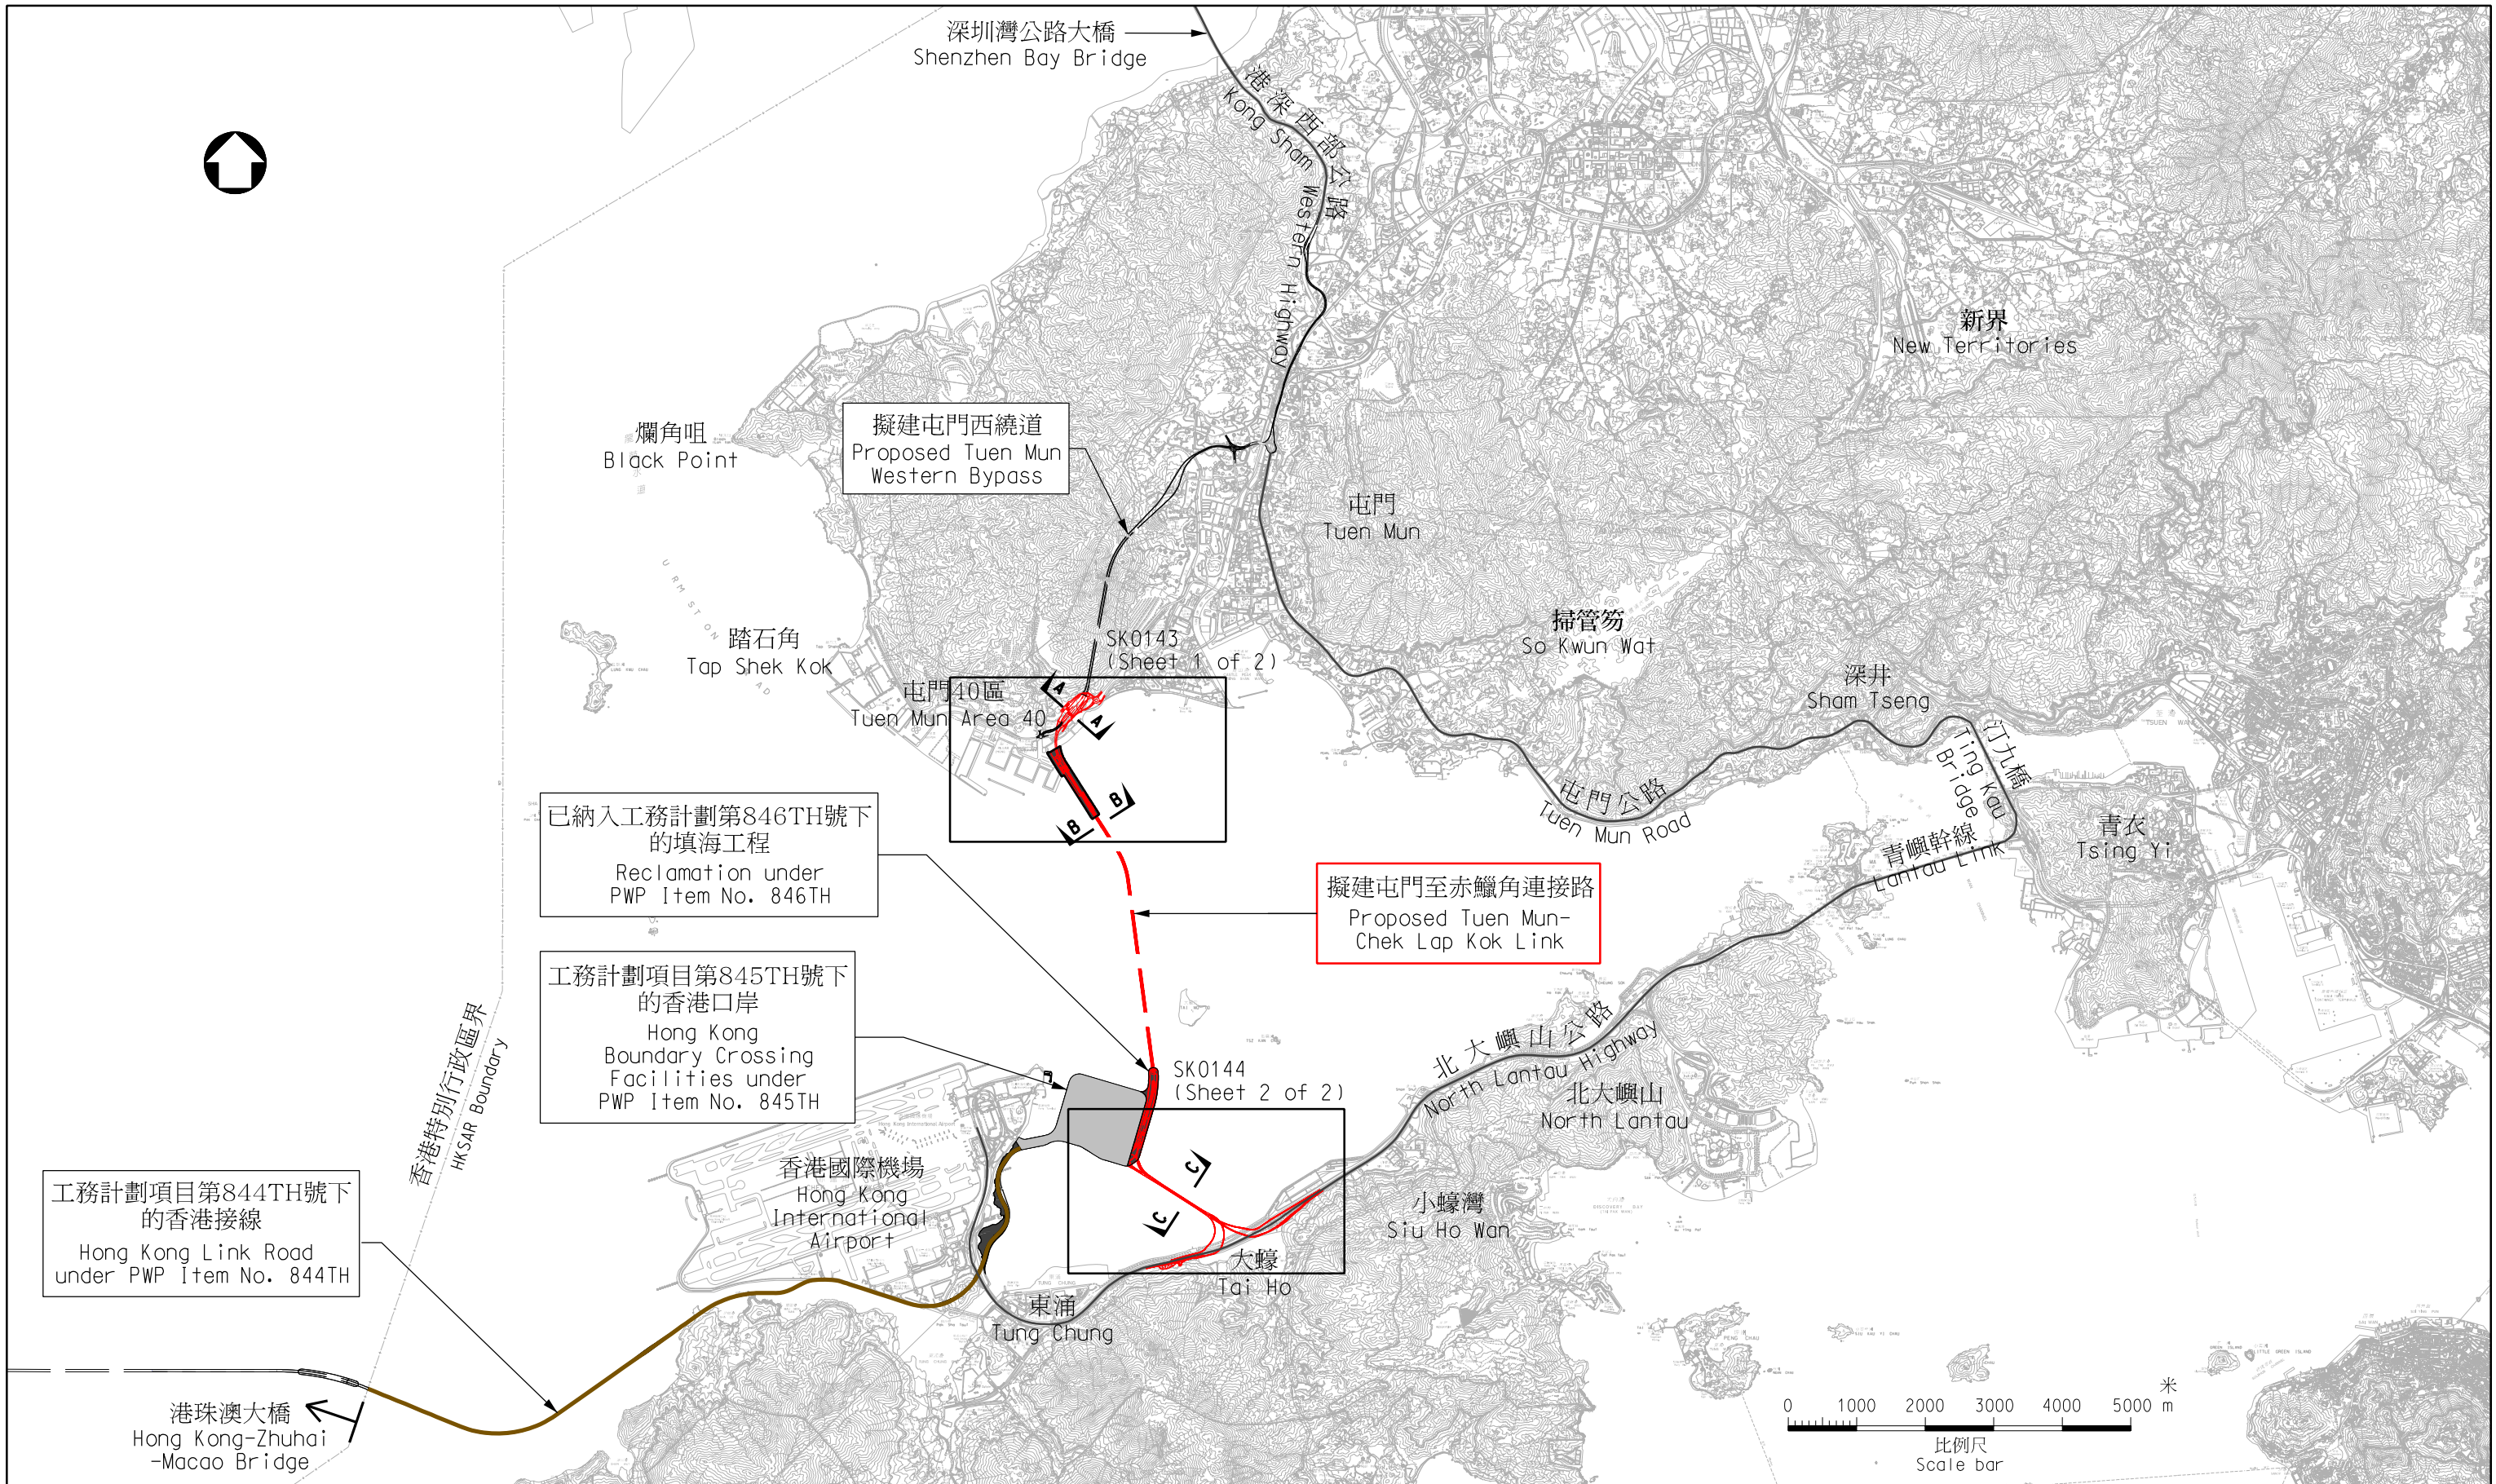 深圳灣公路大橋
Shenzhen Bay Bridge
港深西部公路
Kong Sham Western Highway
新界
New Territories
爛角咀
Black Point
擬建屯門西繞道
Proposed Tuen Mun
Western Bypass
屯門
Tuen Mun
URMSTON ROAD
踏石角
Tap Shek Kok
SK0143
(Sheet 1 of 2)
掃管笏
So Kwun Wat
深井
Sham Tseng
屯門40區
Tuen Mun Area 40
A
A
B
B
汀九橋
Ting Kau
Bridge
屯門公路
Tuen Mun Road
青嶼幹線
Lantau Link
青衣
Tsing Yi
已納入工務計劃第846TH號下
的填海工程
Reclamation under
PWP Item No. 846TH
擬建屯門至赤鱲角連接路
Proposed Tuen Mun-
Chek Lap Kok Link
工務計劃項目第845TH號下
的香港口岸
Hong Kong
Boundary Crossing
Facilities under
PWP Item No. 845TH
SK0144
(Sheet 2 of 2)
北大嶼山公路
North Lantau Highway
北大嶼山
North Lantau
香港特別行政區界
HKSAR Boundary
香港國際機場
Hong Kong
International
Airport
C
C
小蠔灣
Siu Ho Wan
大蠔
Tai Ho
東涌
Tung Chung
工務計劃項目第844TH號下
的香港接線
Hong Kong Link Road
under PWP Item No. 844TH
港珠澳大橋
Hong Kong-Zhuhai
-Macao Bridge
PENG CHAU
LITTLE GREEN ISLAND
米
0 1000 2000 3000 4000 5000 m
比例尺
Scale bar